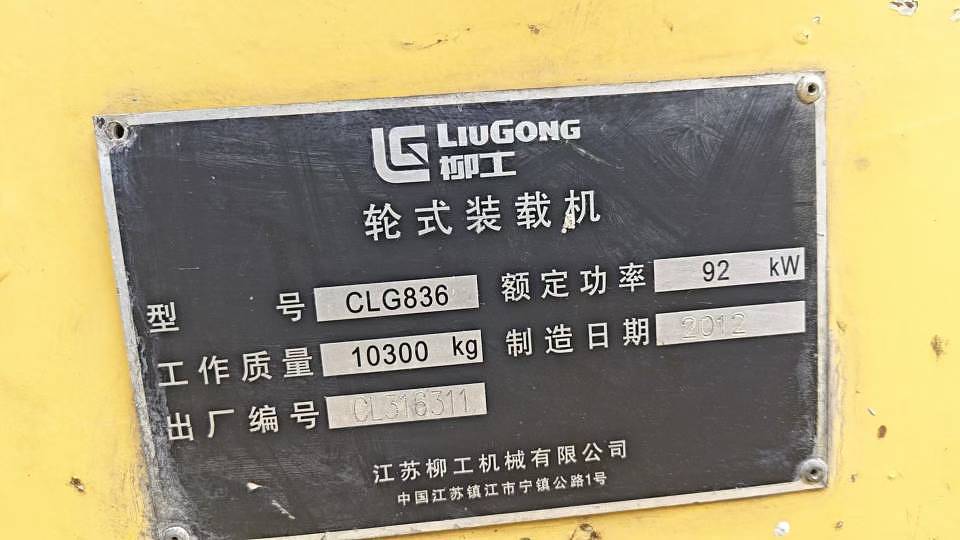 LG LIUGONG
柳工
轮式装载机
型号 CLG836 额定功率 92 kW
工作质量 10300 kg 制造日期 2012
出厂编号 CL316311
江苏柳工机械有限公司
中国江苏镇江市宁镇公路1号